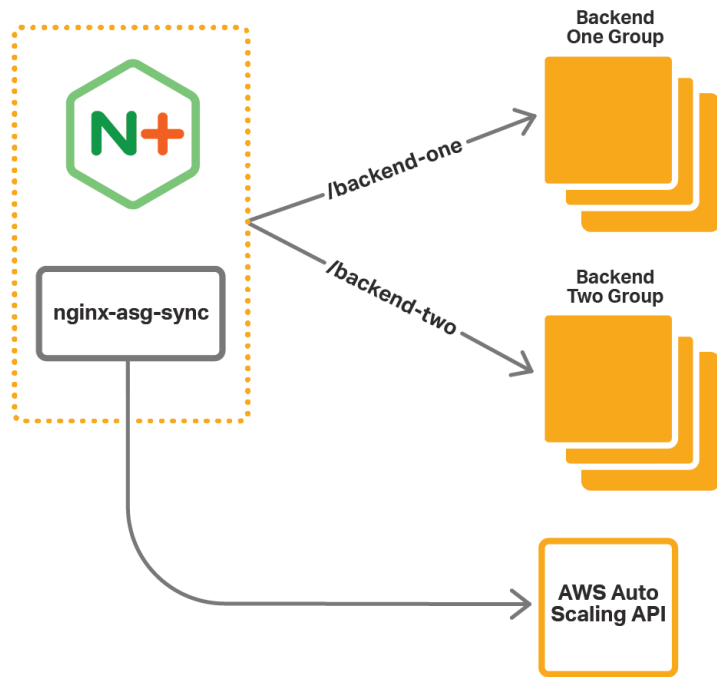 Backend
One Group
N+
/backend-one
nginx-asg-sync
/backend-two
Backend
Two Group
AWS Auto
Scaling API